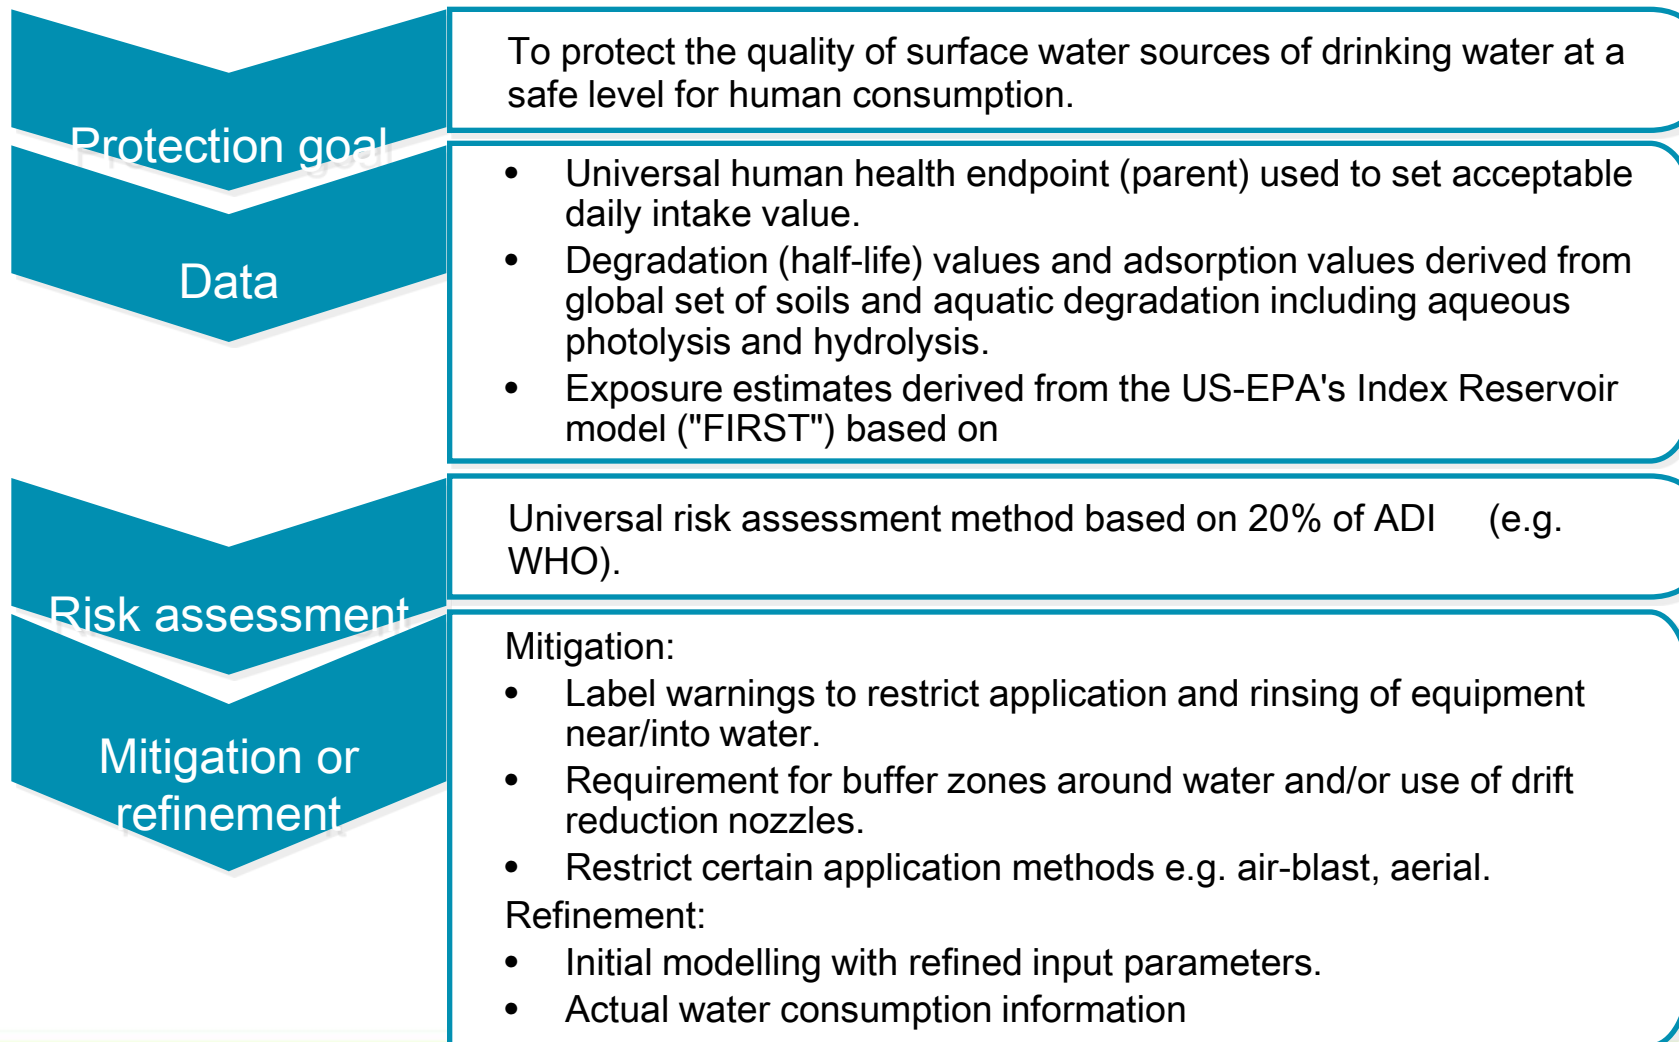 Protection goal
To protect the quality of surface water sources of drinking water at a
safe level for human consumption.
Data
• Universal human health endpoint (parent) used to set acceptable
daily intake value.
• Degradation (half-life) values and adsorption values derived from
global set of soils and aquatic degradation including aqueous
photolysis and hydrolysis.
• Exposure estimates derived from the US-EPA's Index Reservoir
model ("FIRST") based on
Risk assessment
Universal risk assessment method based on 20% of ADI (e.g.
WHO).
Mitigation or
refinement
Mitigation:
• Label warnings to restrict application and rinsing of equipment
near/into water.
• Requirement for buffer zones around water and/or use of drift
reduction nozzles.
• Restrict certain application methods e.g. air-blast, aerial.
Refinement:
• Initial modelling with refined input parameters.
• Actual water consumption information